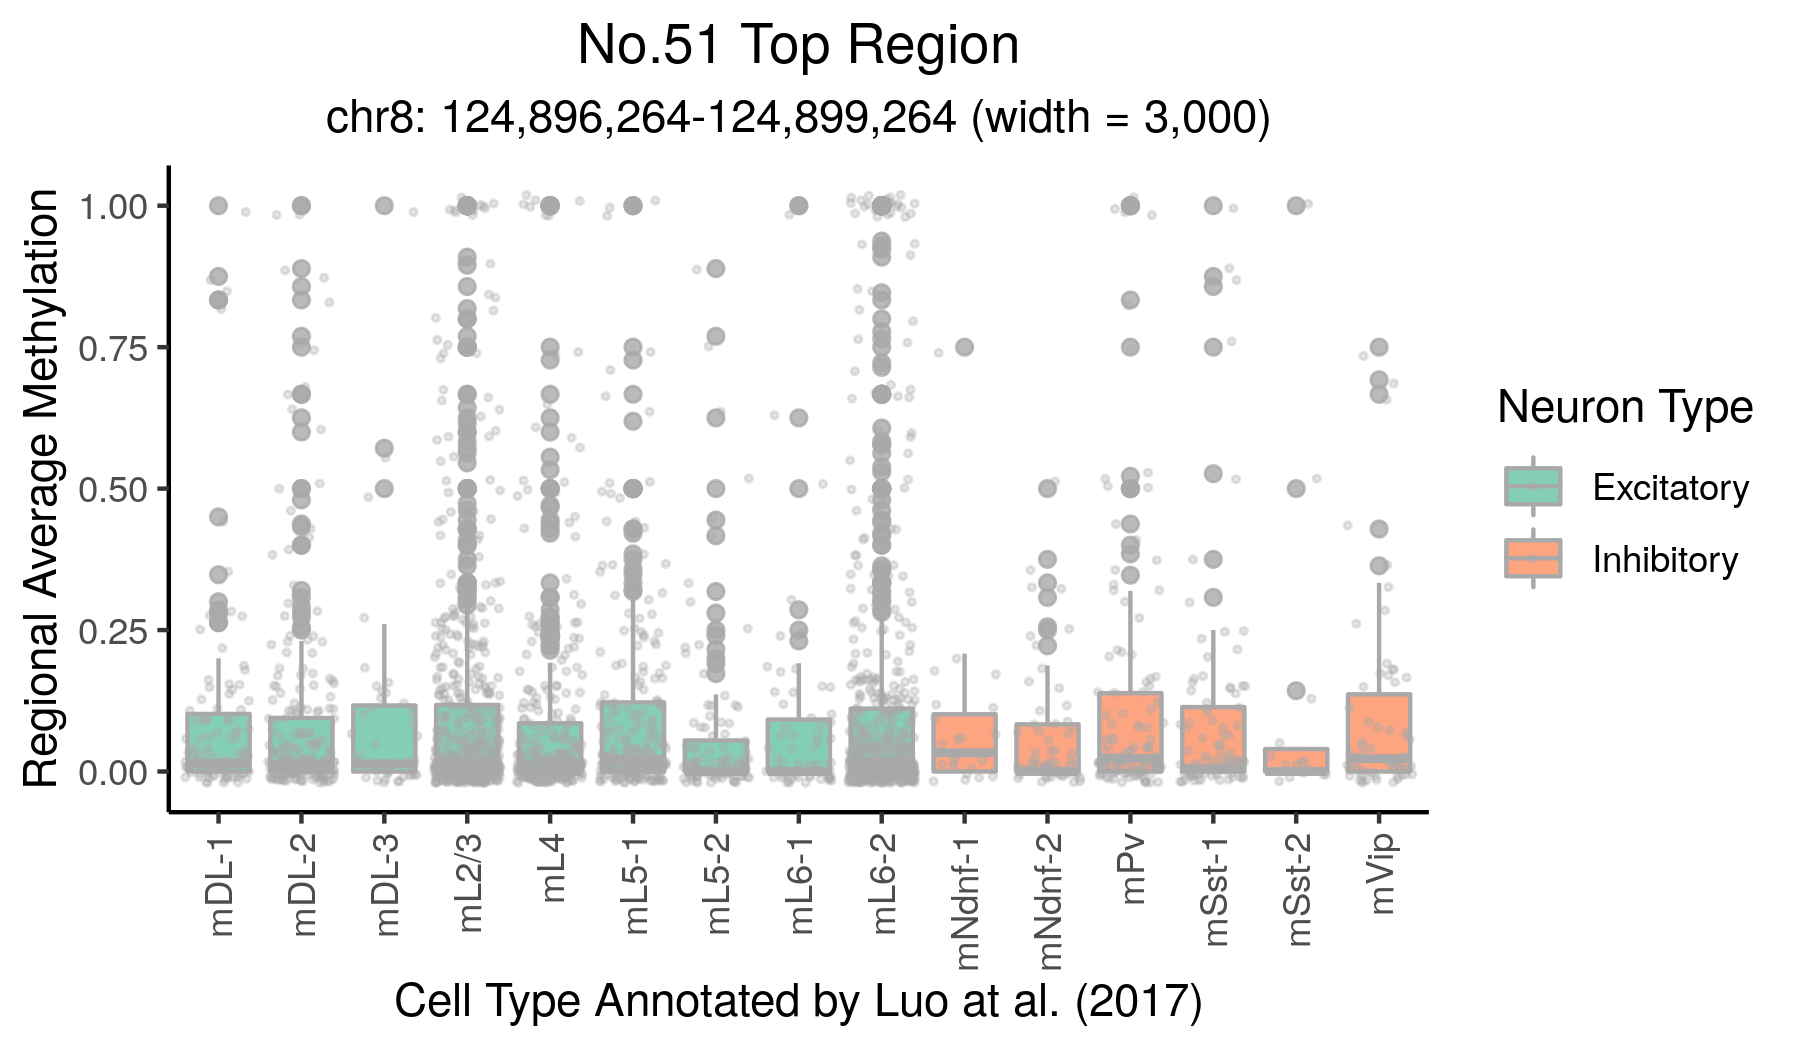 No.51 Top Region
chr8: 124,896,264-124,899,264 (width = 3,000)
Regional Average Methylation
1.00
0.75
0.50
0.25
0.00
mDL-1
mDL-2
mDL-3
mL2/3
mL4
mL5-1
mL5-2
mL6-1
mL6-2
mNdnf-1
mNdnf-2
mPv
mSst-1
mSst-2
mVip
Cell Type Annotated by Luo at al. (2017)
Neuron Type
Excitatory
Inhibitory